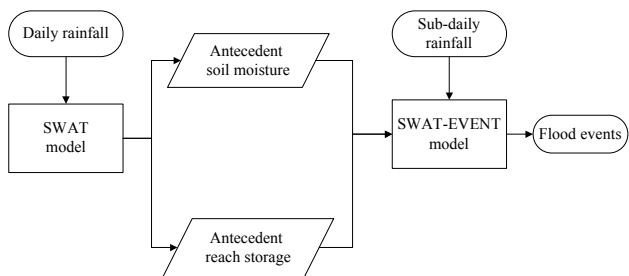 Daily rainfall
SWAT
model
Antecedent
soil moisture
Antecedent
reach storage
Sub-daily
rainfall
SWAT-EVENT
model
Flood events